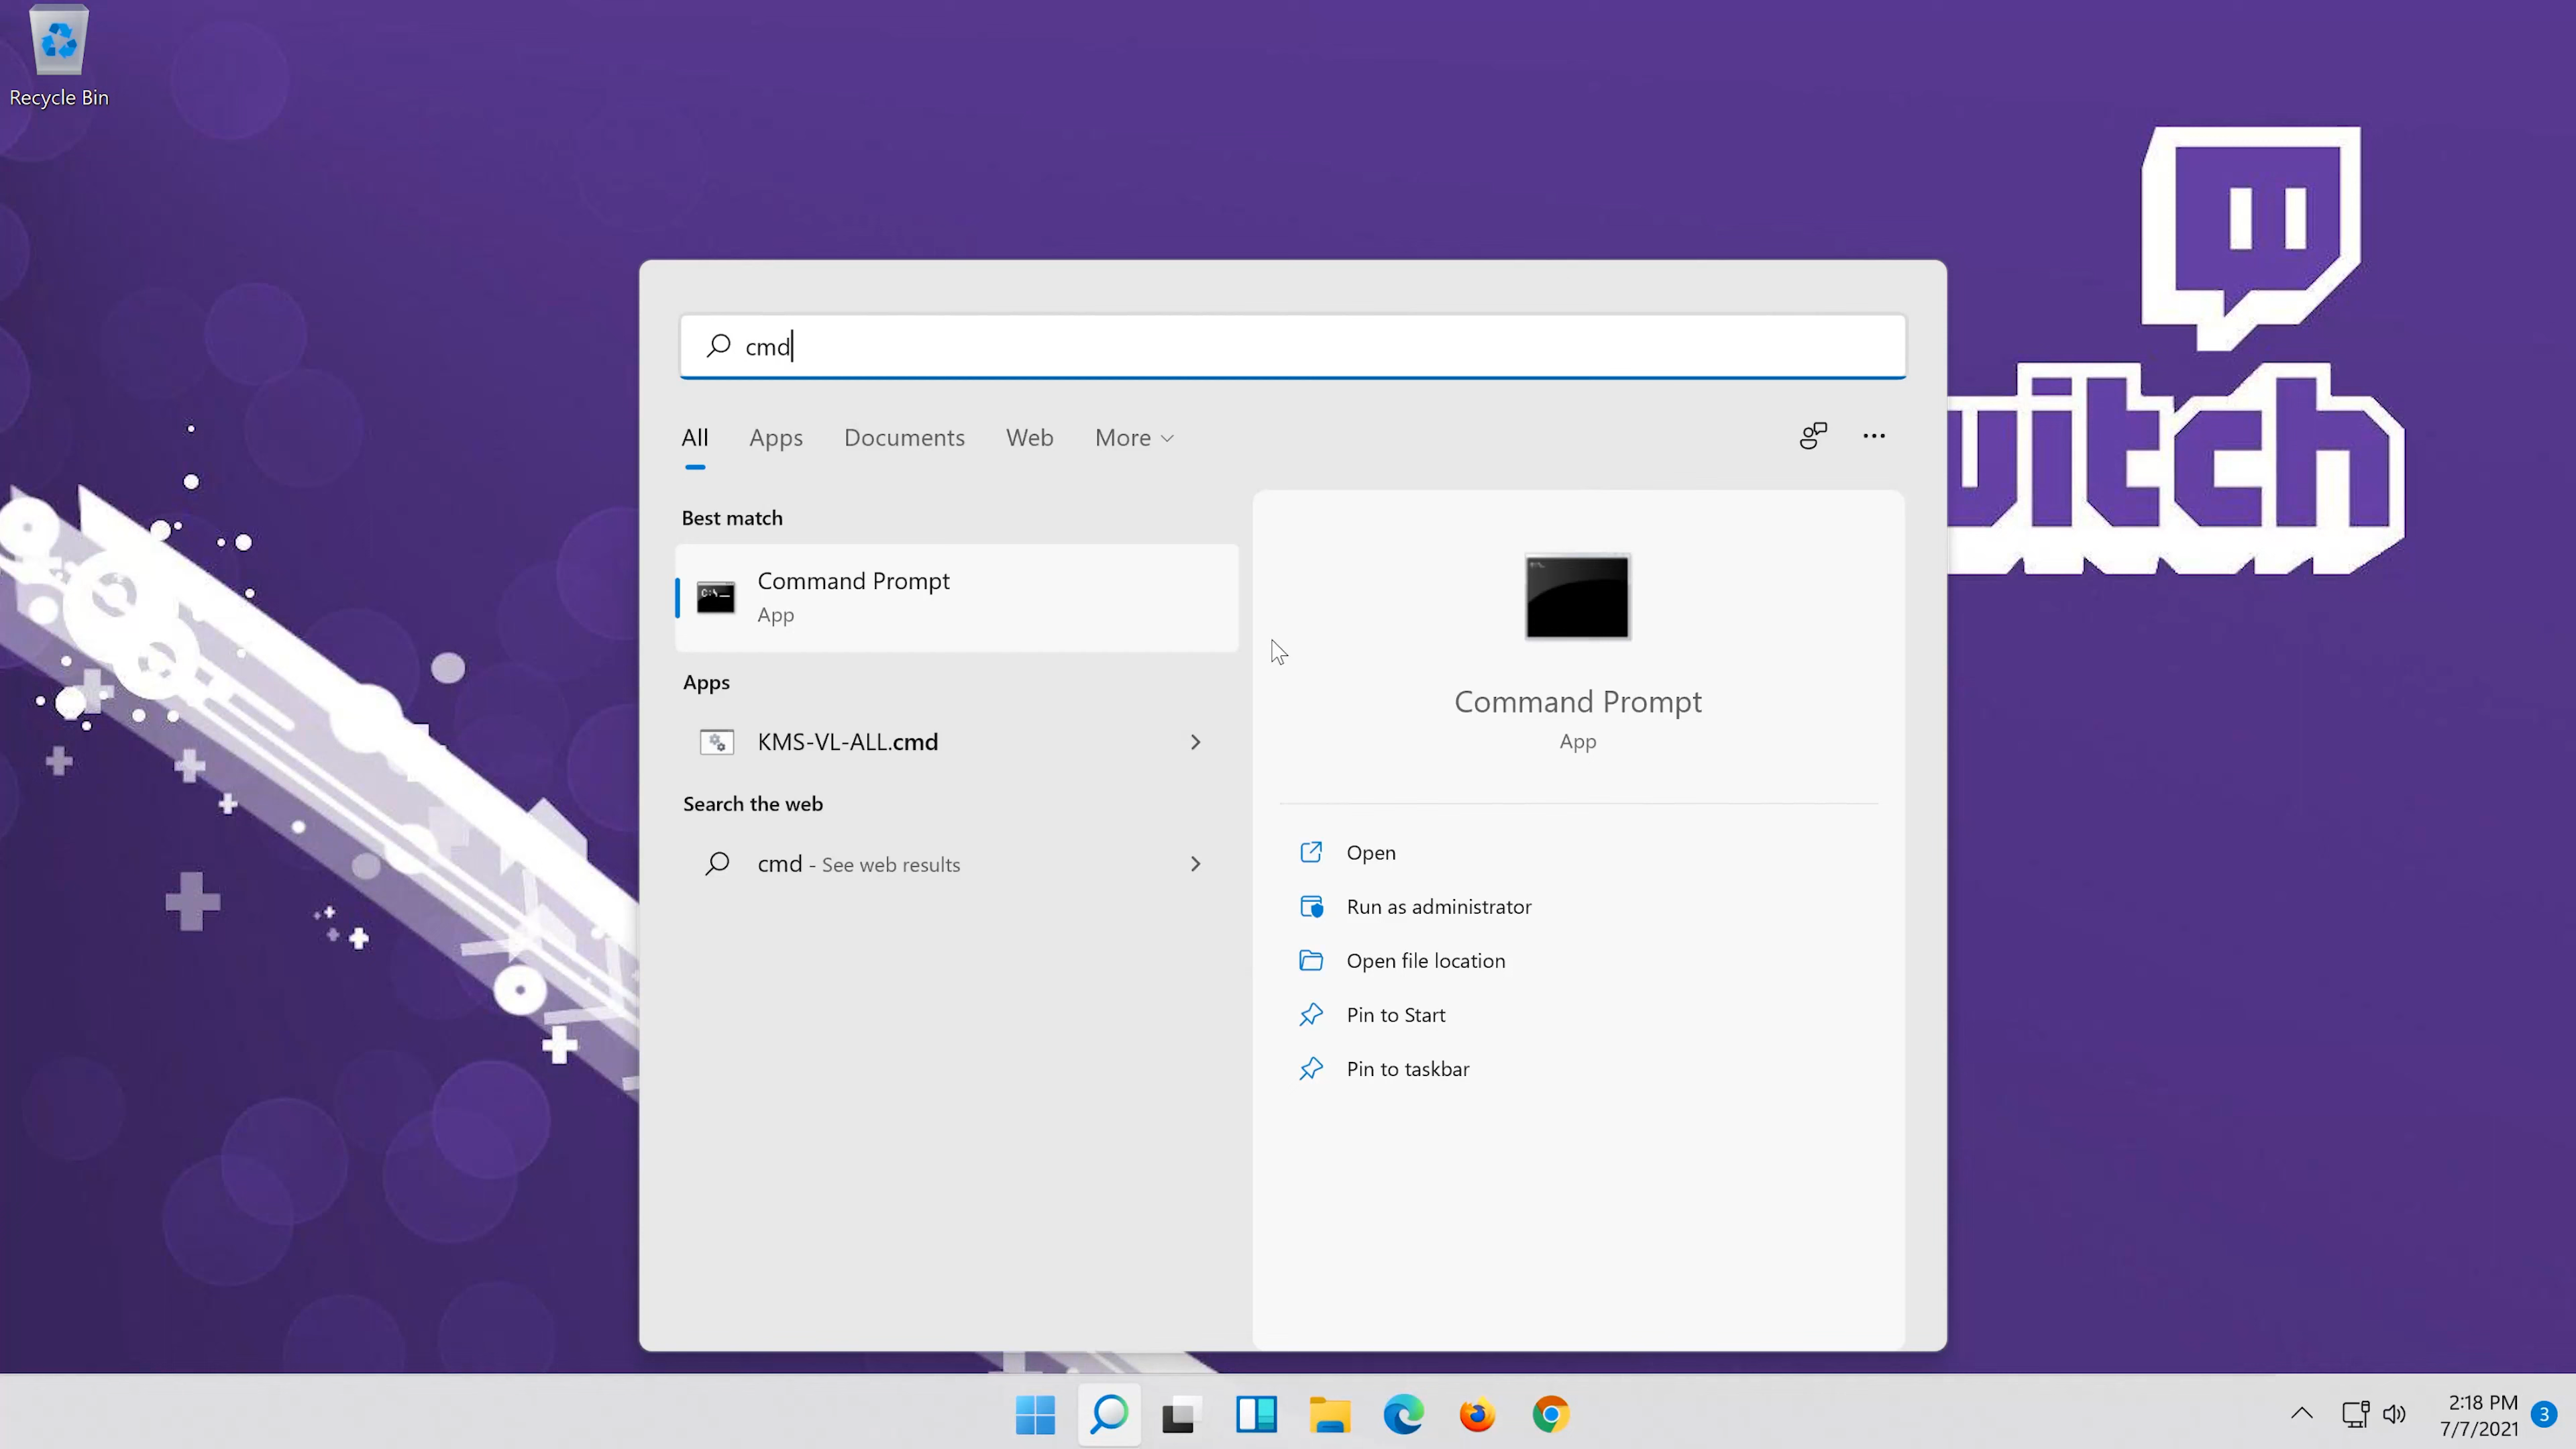 Recycle Bin
cmd
All Apps Documents Web More
Best match
Command Prompt
App
Apps
KMS-VL-ALL.cmd
Search the web
cmd - See web results
Command Prompt
App
Open
Run as administrator
Open file location
Pin to Start
Pin to taskbar
witch
2:18 PM
7/7/2021
3